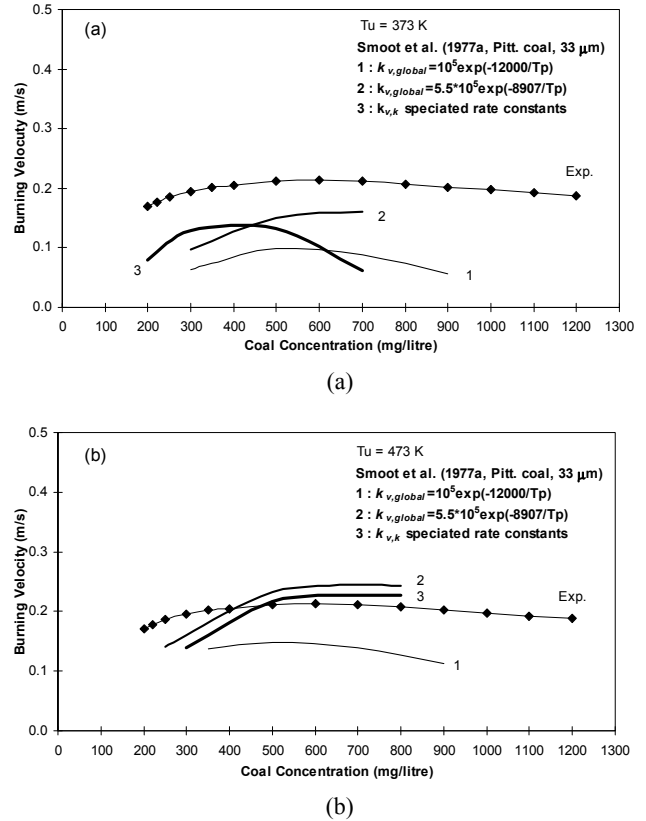 (a)
Tu = 373 K
Smoot et al. (1977a, Pitt. coal, 33 μm)
1 : k v,global =10^5exp(-12000/Tp)
2 : k v,global =5.5*10^5exp(-8907/Tp)
3 : k v,k speciated rate constants
Burning Velocuty (m/s)
0.5
0.4
0.3
0.2
0.1
0.0
Exp.
2
3
1
0 100 200 300 400 500 600 700 800 900 1000 1100 1200 1300
Coal Concentration (mg/litre)
(a)
(b)
Tu = 473 K
Smoot et al. (1977a, Pitt. coal, 33 μm)
1 : k v,global =10^5exp(-12000/Tp)
2 : k v,global =5.5*10^5exp(-8907/Tp)
3 : k v,k speciated rate constants
Burning Velocity (m/s)
0.5
0.4
0.3
0.2
0.1
0.0
2
3
Exp.
1
0 100 200 300 400 500 600 700 800 900 1000 1100 1200 1300
Coal Concentration (mg/litre)
(b)